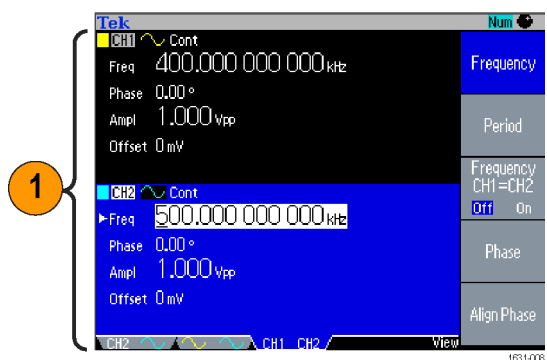 Tek
Num
CH1 Cont
Freq 400.000 000 000 kHz
Phase 0.00 °
Ampl 1.000 Vpp
Offset 0 mV
CH2 Cont
Freq 500.000 000 000 kHz
Phase 0.00 °
Ampl 1.000 Vpp
Offset 0 mV
CH2
CH1 CH2
View
Frequency
Period
Frequency
CH1=CH2
Off On
Phase
Align Phase
1
1631-008